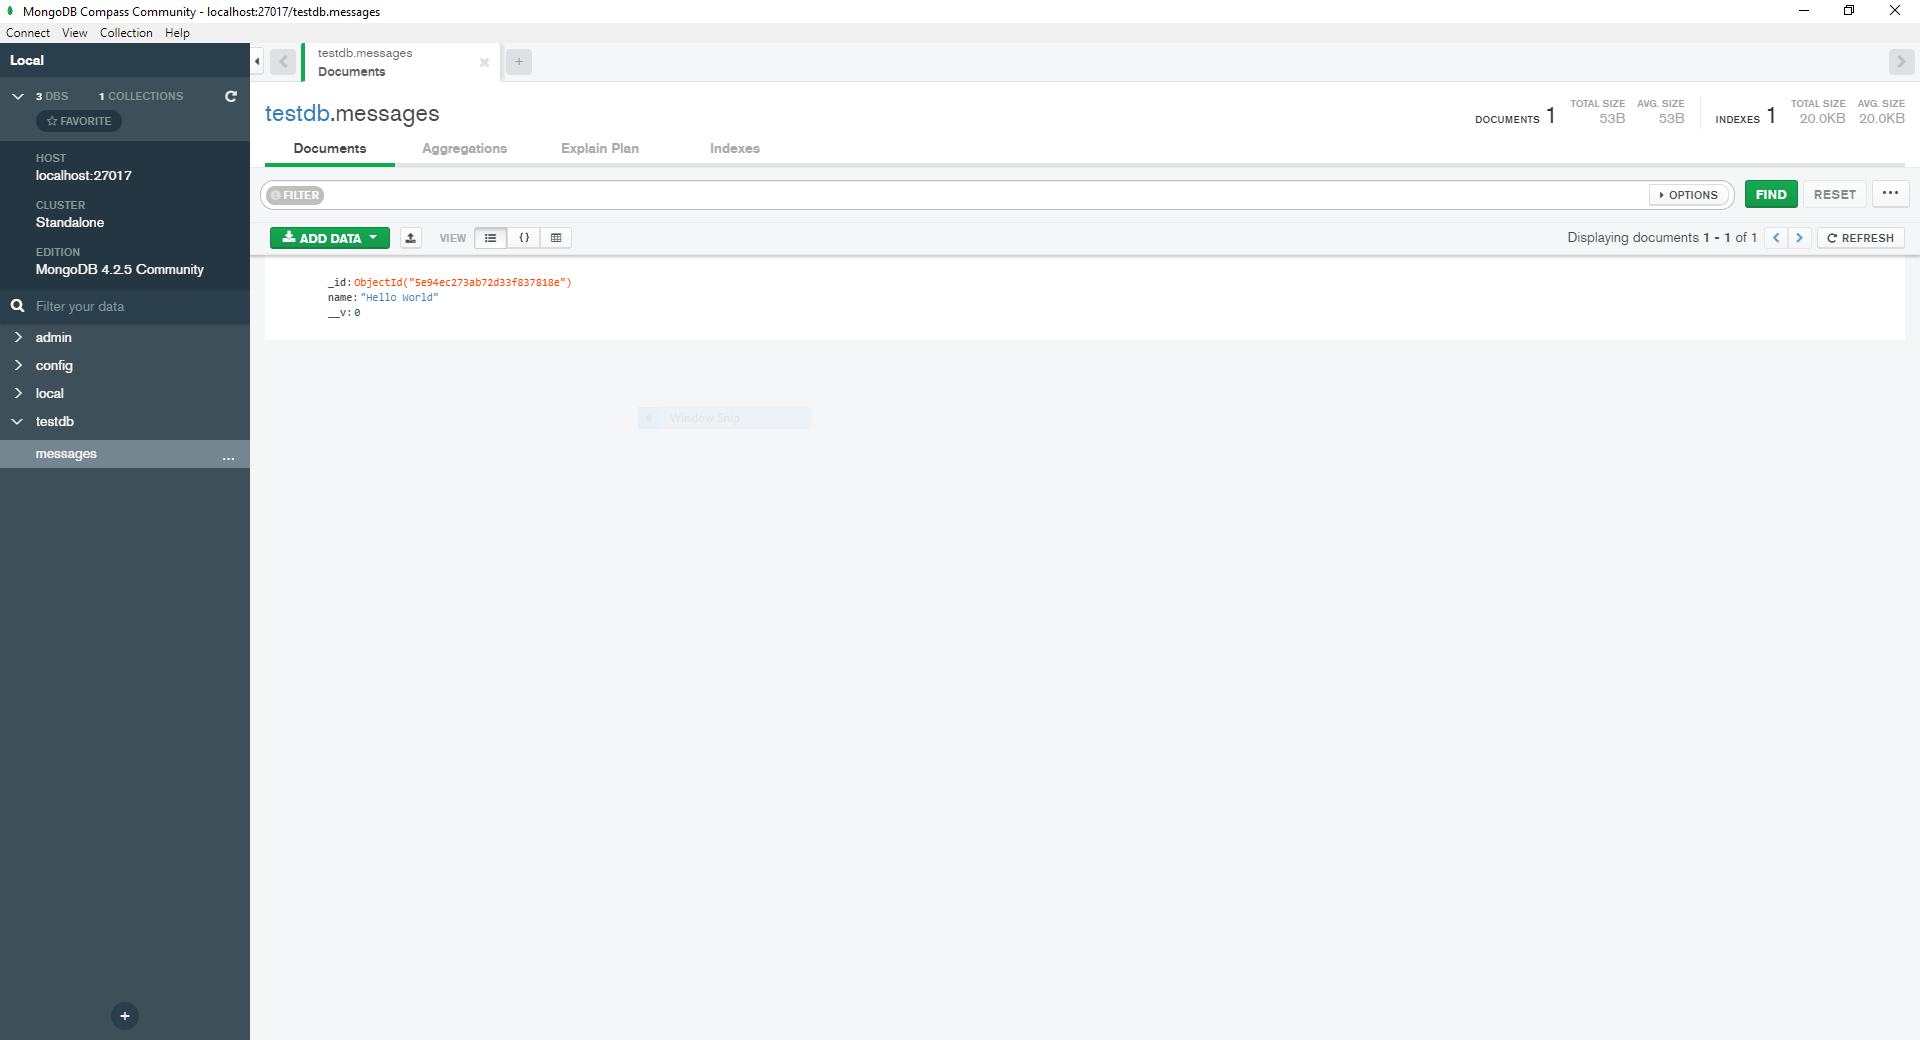 MongoDB Compass Community - localhost:27017/testdb.messages
Connect View Collection Help
Local
3 DBS 1 COLLECTIONS
FAVORITE
HOST
localhost:27017
CLUSTER
Standalone
EDITION
MongoDB 4.2.5 Community
Filter your data
admin
config
local
testdb
messages ...
testdb.messages
Documents
testdb.messages
DOCUMENTS 1 TOTAL SIZE 53B AVG. SIZE 53B INDEXES 1 TOTAL SIZE 20.0KB AVG. SIZE 20.0KB
Documents Aggregations Explain Plan Indexes
FILTER OPTIONS FIND RESET ...
ADD DATA VIEW {} Displaying documents 1 - 1 of 1 REFRESH
_id: ObjectId("5e94ec273ab72d33f837818e")
name: "Hello World"
__v: 0
Window Snip